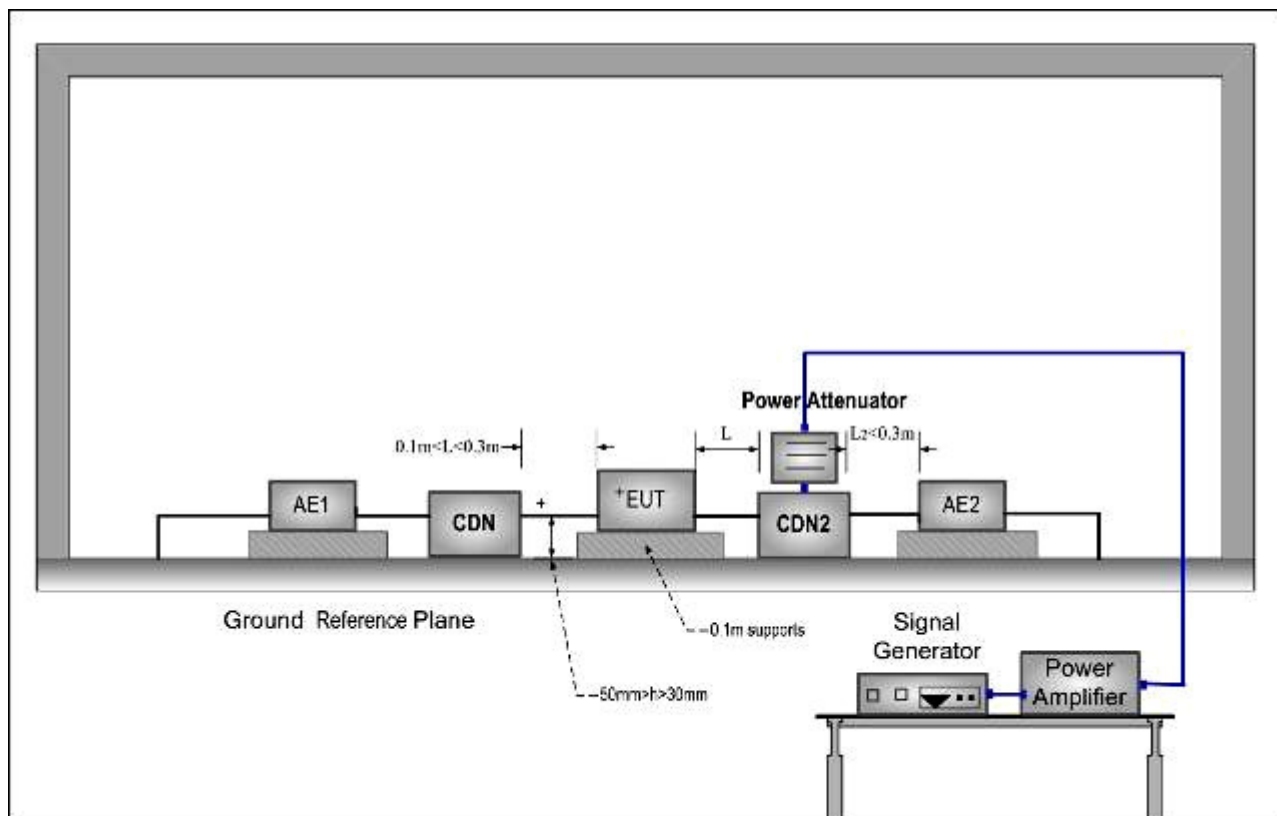 Power Attenuator
0.1m<L<0.3m
L
L2<0.3m
AE1
CDN
+
+EUT
CDN2
AE2
Ground Reference Plane
0.1m supports
50mm>h>30mm
Signal
Generator
Power
Amplifier